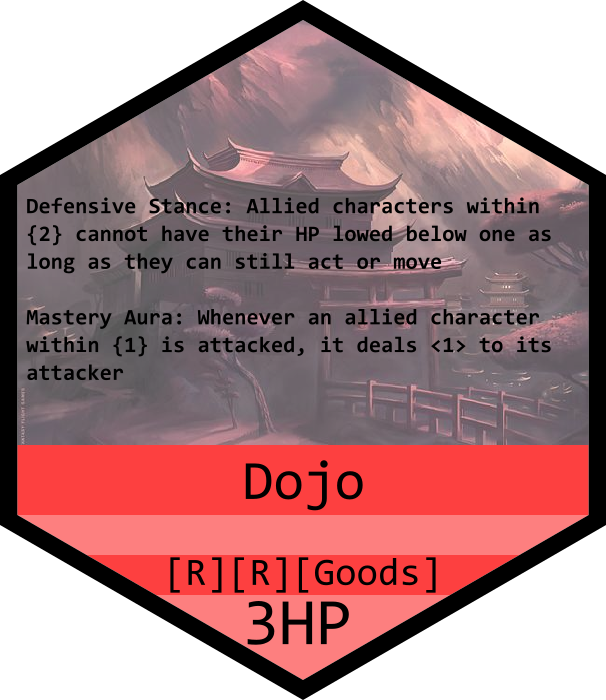 Defensive Stance: Allied characters within
{2} cannot have their HP lowed below one as
long as they can still act or move
Mastery Aura: Whenever an allied character
within {1} is attacked, it deals <1> to its
attacker
Dojo
[R][R][Goods]
3HP